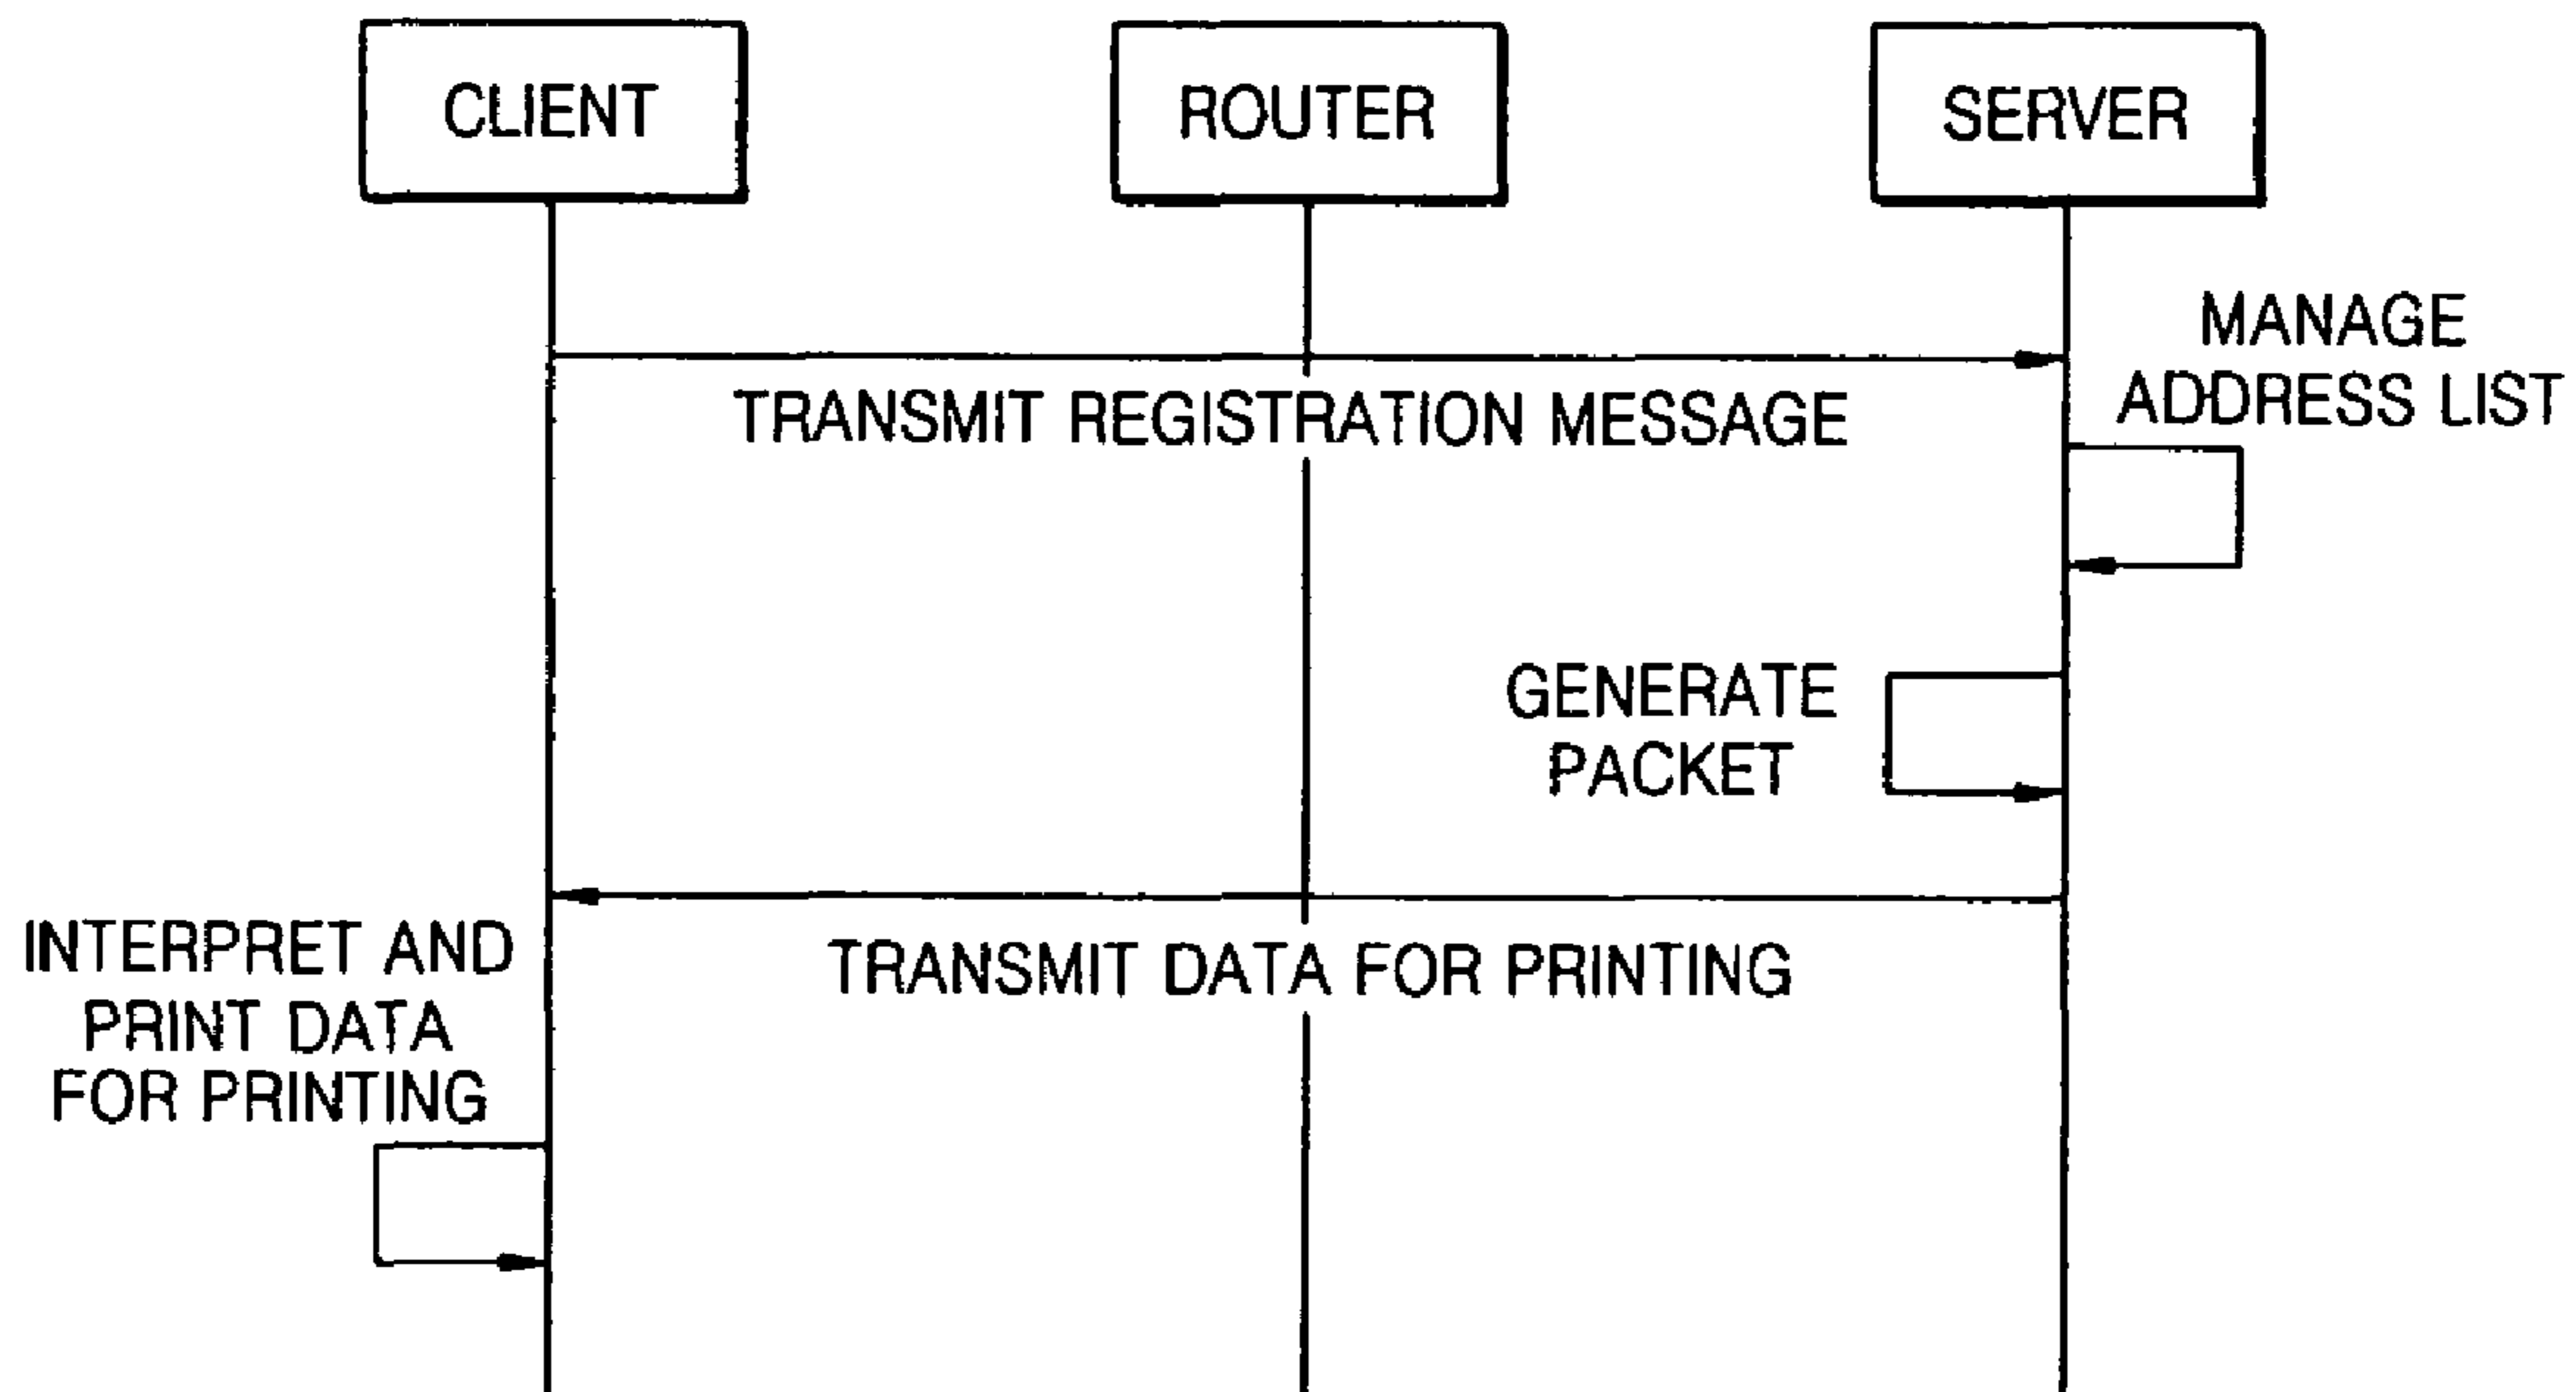 CLIENT
ROUTER
SERVER
MANAGE
ADDRESS LIST
TRANSMIT REGISTRATION MESSAGE
GENERATE
PACKET
TRANSMIT DATA FOR PRINTING
INTERPRET AND
PRINT DATA
FOR PRINTING